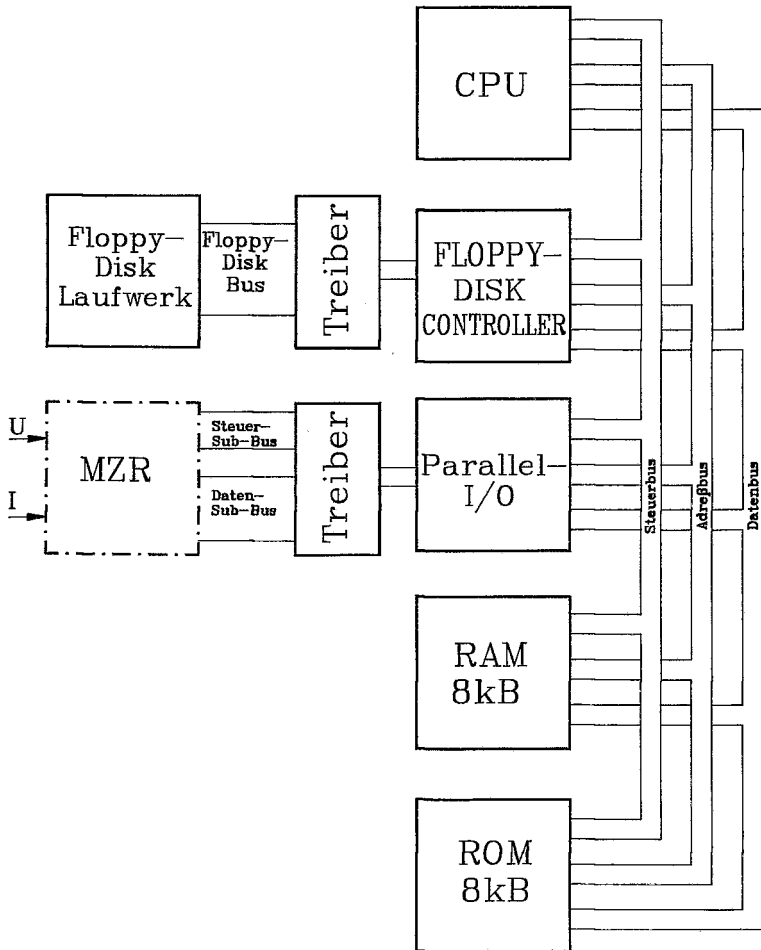 CPU
Floppy-
Disk
Laufwerk
Floppy-
Disk
Bus
Treiber
FLOPPY-
DISK
CONTROLLER
U
I
MZR
Steuer-
Sub-Bus
Daten-
Sub-Bus
Treiber
Parallel-
I/O
Steuerbus
Adreßbus
Datenbus
RAM
8kB
ROM
8kB